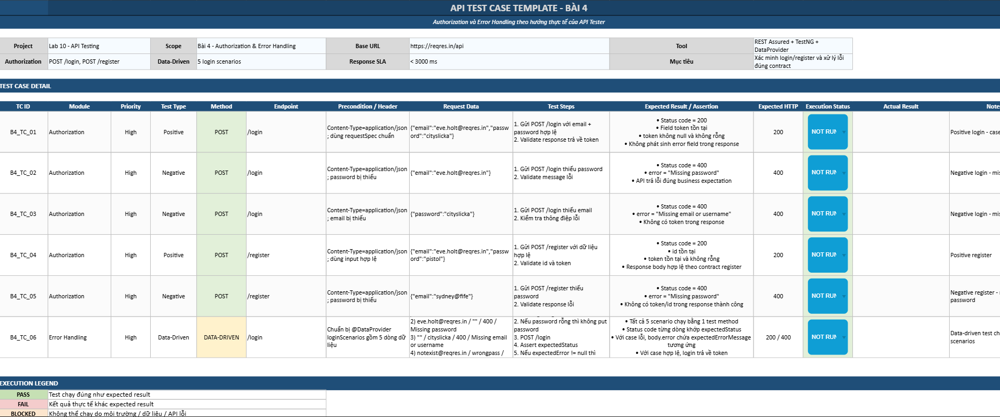 API TEST CASE TEMPLATE - BÀI 4
Authorization và Error Handling theo hướng thực tế của API Tester
Project
Lab 10 - API Testing
Scope
Bài 4 - Authorization & Error Handling
Base URL
https://reqres.in/api
Tool
REST Assured + TestNG +
DataProvider
Authorization
POST /login, POST /register
Data-Driven
5 login scenarios
Response SLA
< 3000 ms
Mục tiêu
Xác minh login/register và xử lý lỗi
đúng contract
TEST CASE DETAIL
TC ID
Module
Priority
Test Type
Method
Endpoint
Precondition / Header
Request Data
Test Steps
Expected Result / Assertion
Expected HTTP
Execution Status
Actual Result
Note
B4_TC_01
Authorization
High
Positive
POST
/login
Content-Type=application/json
; dùng requestSpec chuẩn
{"email":"eve.holt@reqres.in","passw
ord":"cityslicka"}
1. Gửi POST /login với email +
password hợp lệ
2. Validate response trả về token
• Status code = 200
• Field token tồn tại
• token không null và không rỗng
• Không phát sinh error field trong response
200
NOT RUN
Positive login - case
B4_TC_02
Authorization
High
Negative
POST
/login
Content-Type=application/json
; password bị thiếu
{"email":"eve.holt@reqres.in"}
1. Gửi POST /login thiếu password
2. Validate message lỗi
• Status code = 400
• error = "Missing password"
• API trả lỗi đúng business expectation
400
NOT RUN
Negative login - mis
B4_TC_03
Authorization
High
Negative
POST
/login
Content-Type=application/json
; email bị thiếu
{"password":"cityslicka"}
1. Gửi POST /login thiếu email
2. Kiểm tra thông điệp lỗi
• Status code = 400
• error = "Missing email or username"
• Không có token trong response
400
NOT RUN
Negative login - mis
B4_TC_04
Authorization
High
Positive
POST
/register
Content-Type=application/json
; dùng input hợp lệ
{"email":"eve.holt@reqres.in","passw
ord":"pistol"}
1. Gửi POST /register với dữ liệu
hợp lệ
2. Validate id và token
• Status code = 200
• id tồn tại
• token tồn tại và không rỗng
• Response body hợp lệ theo contract register
200
NOT RUN
Positive register
B4_TC_05
Authorization
High
Negative
POST
/register
Content-Type=application/json
; password bị thiếu
{"email":"sydney@fife"}
1. Gửi POST /register thiếu
password
2. Validate response lỗi
• Status code = 400
• error = "Missing password"
• Không có token/id trong response thành công
400
NOT RUN
Negative register -
password
B4_TC_06
Error Handling
High
Data-Driven
DATA-DRIVEN
/login
Chuẩn bị @DataProvider
loginScenarios gồm 5 dòng dữ
liệu
2) eve.holt@reqres.in / "" / 400 /
Missing password
3) "" / cityslicka / 400 / Missing email
or username
4) notexist@reqres.in / wrongpass /
2. Nếu password rỗng thì không put
password
3. POST /login
4. Assert expectedStatus
5. Nếu expectedError != null thì
• Tất cả 5 scenario chạy bằng 1 test method
• Status code từng dòng khớp expectedStatus
• Với case lỗi, body.error chứa expectedErrorMessage
tương ứng
• Với case hợp lệ, login trả về token
200 / 400
NOT RUN
Data-driven test ch
scenarios
EXECUTION LEGEND
PASS
Test chạy đúng như expected result
FAIL
Kết quả thực tế khác expected result
BLOCKED
Không thể chạy do môi trường / dữ liệu / API lỗi